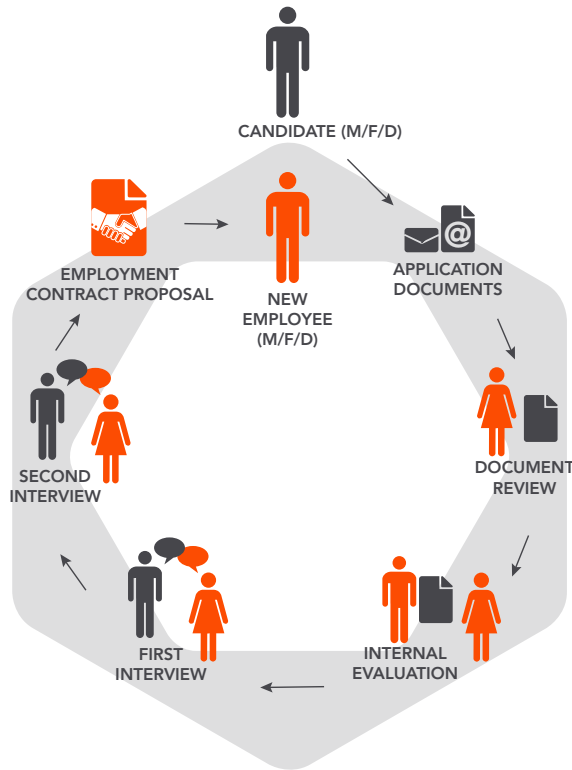 CANDIDATE (M/F/D)
@
APPLICATION
DOCUMENTS
DOCUMENT
REVIEW
INTERNAL
EVALUATION
FIRST
INTERVIEW
SECOND
INTERVIEW
EMPLOYMENT
CONTRACT PROPOSAL
NEW
EMPLOYEE
(M/F/D)